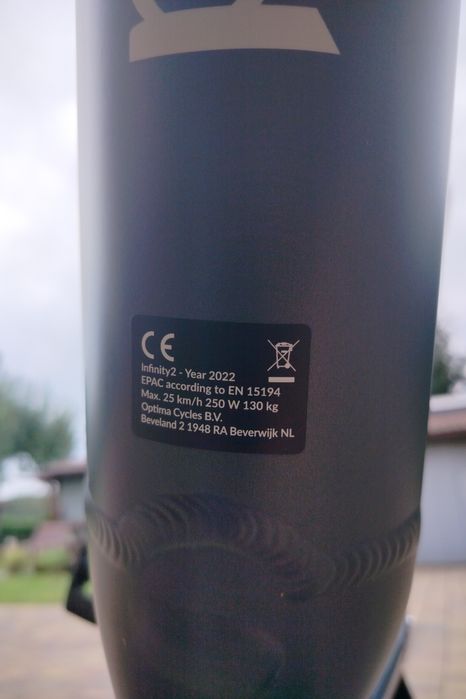 CE
Infinity2 - Year 2022
EPAC according to EN 15194
Max. 25 km/h 250 W 130 kg
Optima Cycles B.V.
Beveland 2 1948 RA Beverwijk NL